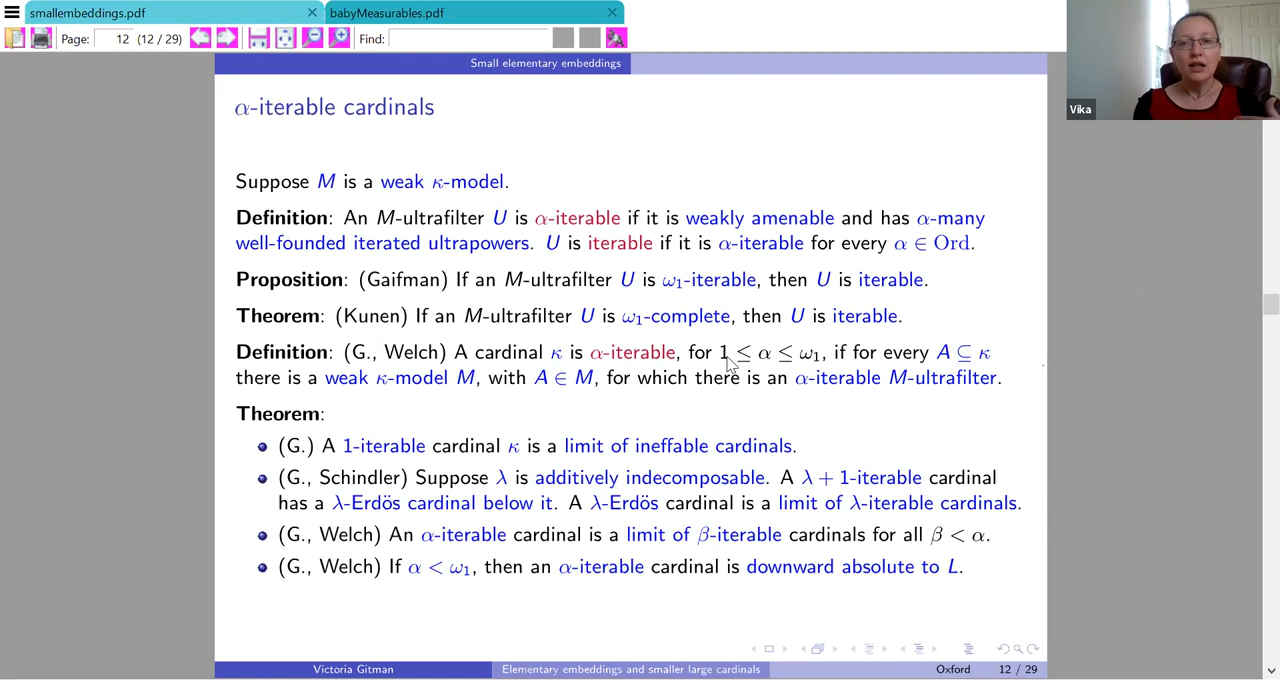 smallembeddings.pdf
babyMeasurables.pdf
Page: 12 (12 / 29) Find:
Vika
Small elementary embeddings
α-iterable cardinals
Suppose M is a weak κ-model.
Definition: An M-ultrafilter U is α-iterable if it is weakly amenable and has α-many
well-founded iterated ultrapowers. U is iterable if it is α-iterable for every α ∈ Ord.
Proposition: (Gaifman) If an M-ultrafilter U is ω₁-iterable, then U is iterable.
Theorem: (Kunen) If an M-ultrafilter U is ω₁-complete, then U is iterable.
Definition: (G., Welch) A cardinal κ is α-iterable, for 1 ≤ α ≤ ω₁, if for every A ⊆ κ
there is a weak κ-model M, with A ∈ M, for which there is an α-iterable M-ultrafilter.
Theorem:
(G.) A 1-iterable cardinal κ is a limit of ineffable cardinals.
(G., Schindler) Suppose λ is additively indecomposable. A λ + 1-iterable cardinal
has a λ-Erdös cardinal below it. A λ-Erdös cardinal is a limit of λ-iterable cardinals.
(G., Welch) An α-iterable cardinal is a limit of β-iterable cardinals for all β < α.
(G., Welch) If α < ω₁, then an α-iterable cardinal is downward absolute to L.
Victoria Gitman Elementary embeddings and smaller large cardinals Oxford 12 / 29